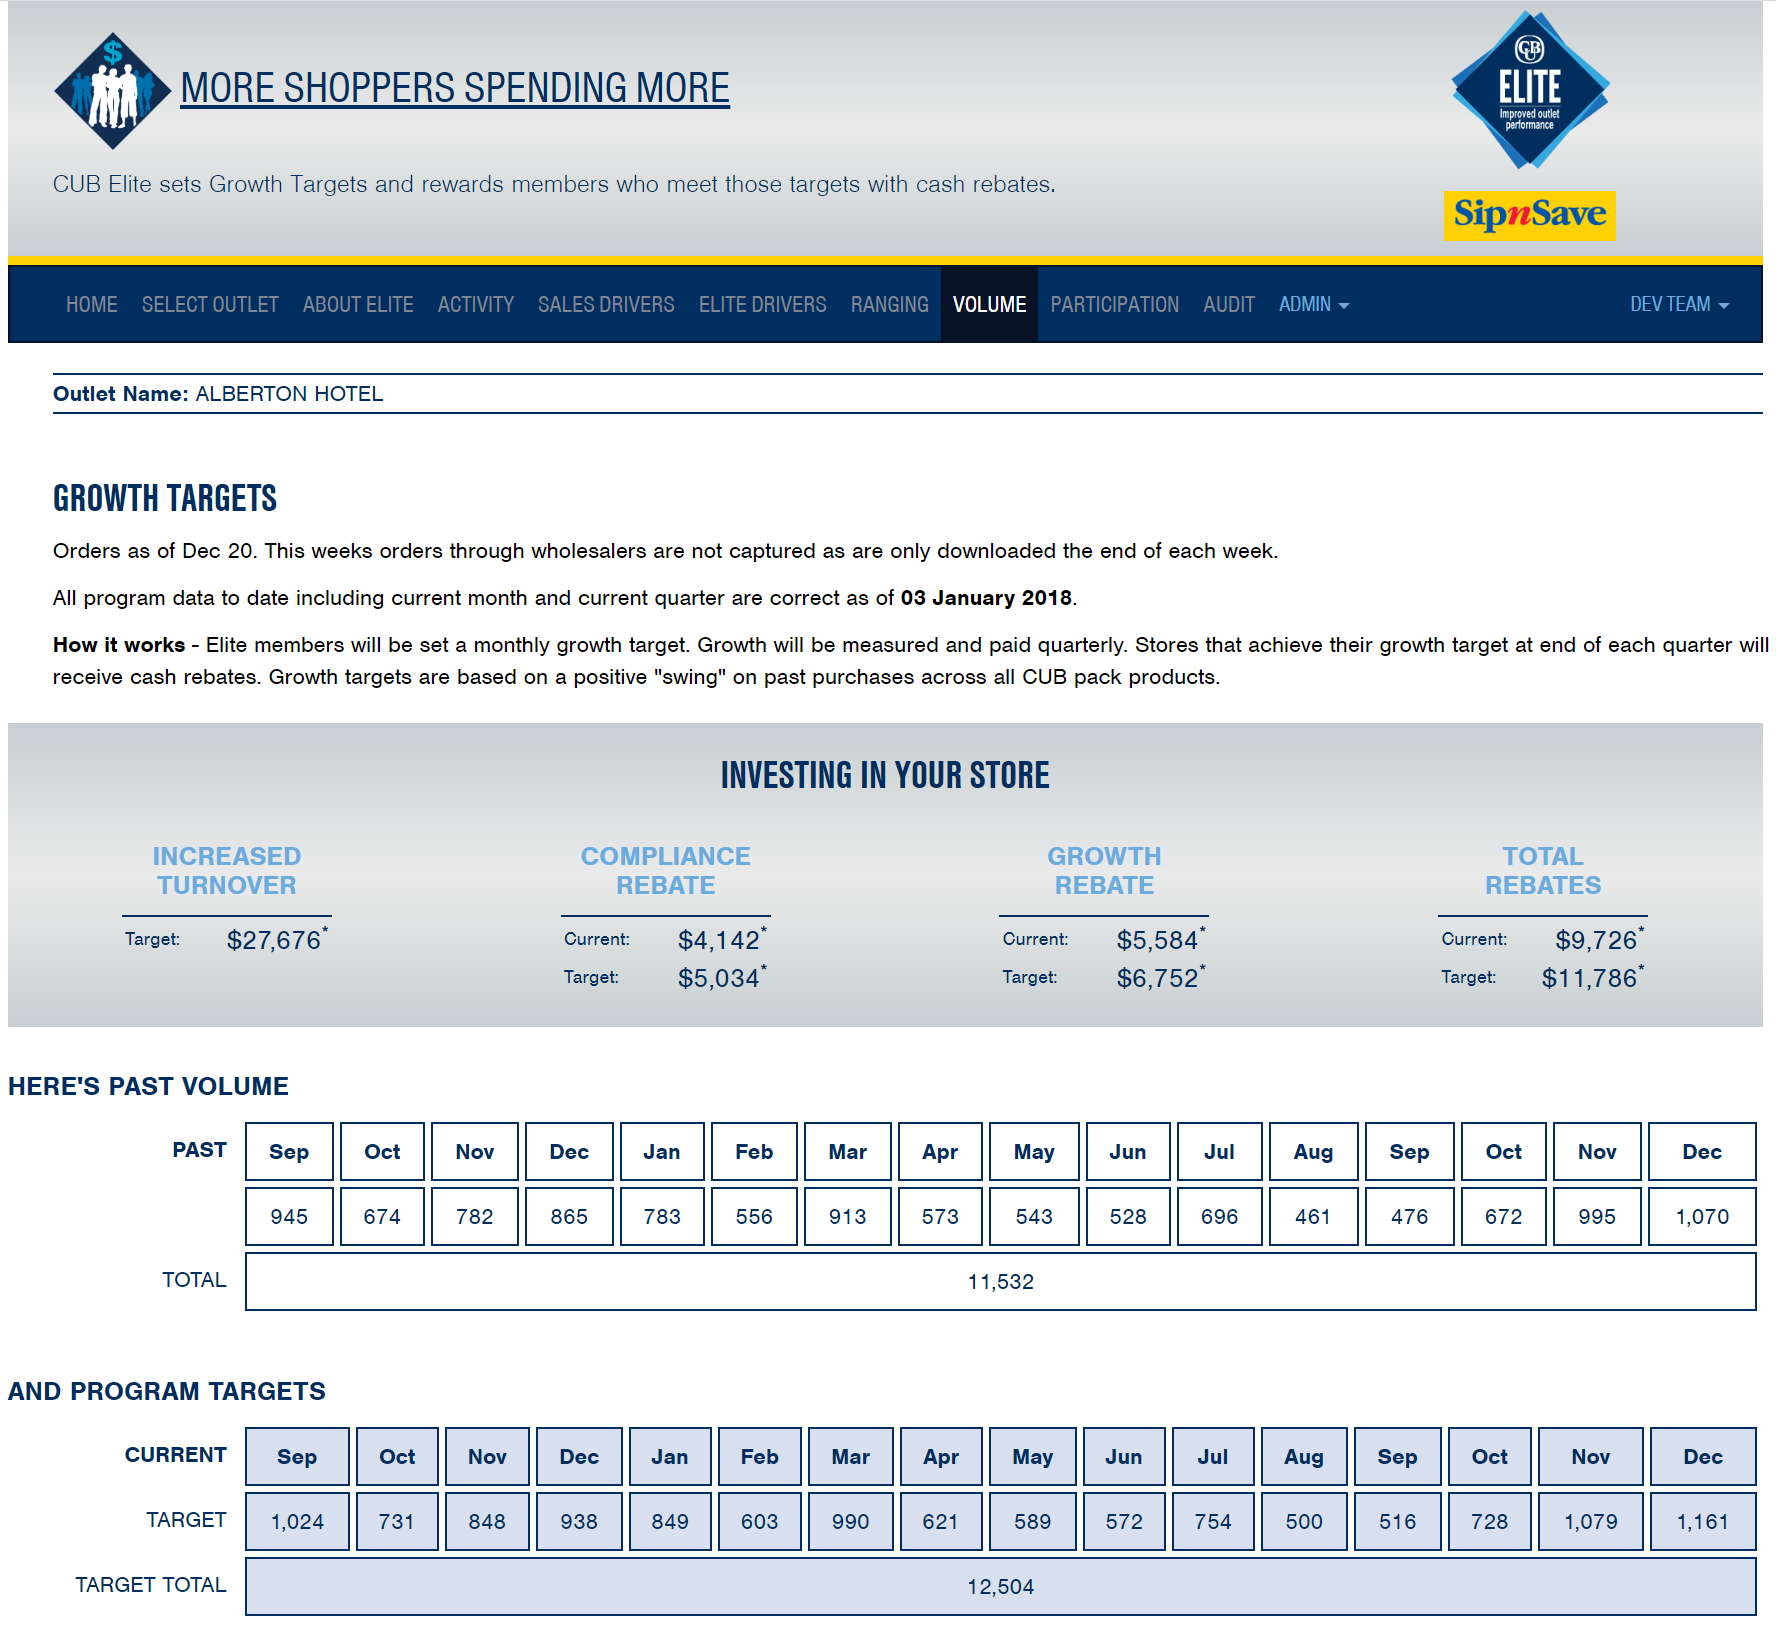 $
MORE SHOPPERS SPENDING MORE
CUB Elite sets Growth Targets and rewards members who meet those targets with cash rebates.
CUB
ELITE
Improved outlet
performance
SipnSave
HOME SELECT OUTLET ABOUT ELITE ACTIVITY SALES DRIVERS ELITE DRIVERS RANGING VOLUME PARTICIPATION AUDIT ADMIN DEV TEAM
Outlet Name: ALBERTON HOTEL
GROWTH TARGETS
Orders as of Dec 20. This weeks orders through wholesalers are not captured as are only downloaded the end of each week.
All program data to date including current month and current quarter are correct as of 03 January 2018.
How it works - Elite members will be set a monthly growth target. Growth will be measured and paid quarterly. Stores that achieve their growth target at end of each quarter will
receive cash rebates. Growth targets are based on a positive "swing" on past purchases across all CUB pack products.
INVESTING IN YOUR STORE
INCREASED
TURNOVER
Target: $27,676*
COMPLIANCE
REBATE
Current: $4,142*
Target: $5,034*
GROWTH
REBATE
Current: $5,584*
Target: $6,752*
TOTAL
REBATES
Current: $9,726*
Target: $11,786*
HERE'S PAST VOLUME
PAST Sep Oct Nov Dec Jan Feb Mar Apr May Jun Jul Aug Sep Oct Nov Dec
945 674 782 865 783 556 913 573 543 528 696 461 476 672 995 1,070
TOTAL 11,532
AND PROGRAM TARGETS
CURRENT Sep Oct Nov Dec Jan Feb Mar Apr May Jun Jul Aug Sep Oct Nov Dec
TARGET 1,024 731 848 938 849 603 990 621 589 572 754 500 516 728 1,079 1,161
TARGET TOTAL 12,504